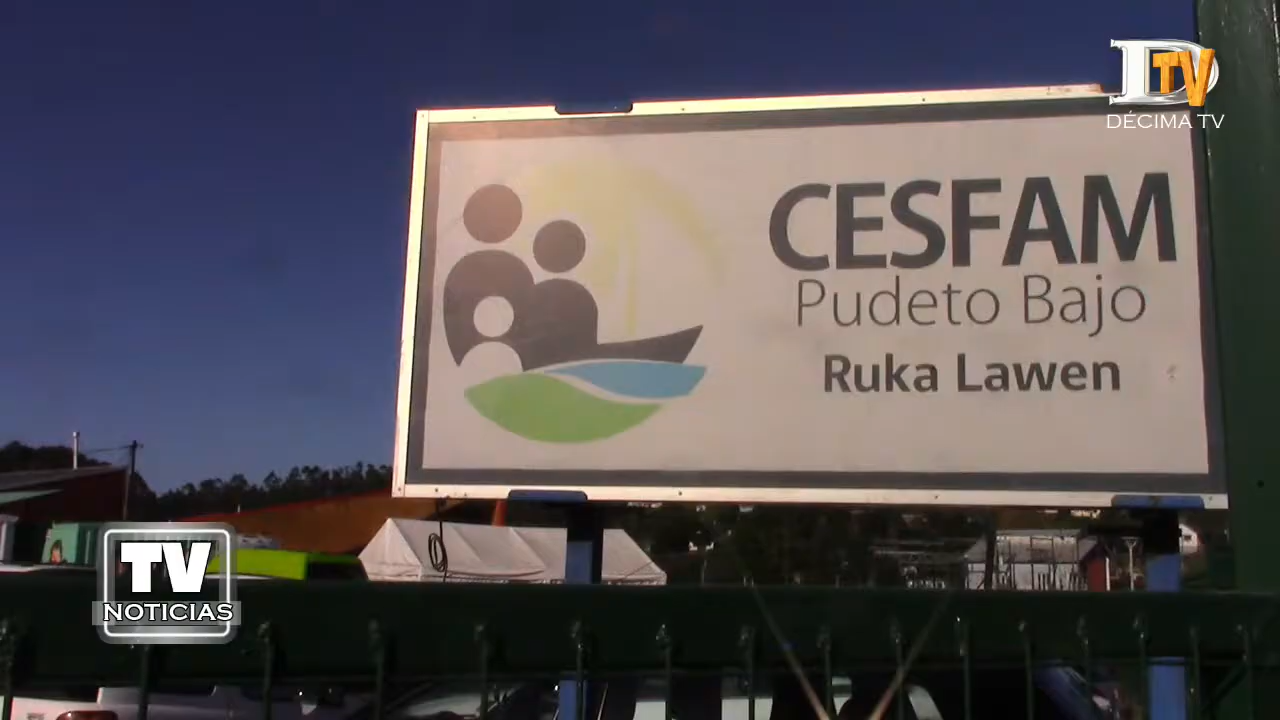 DTV
DÉCIMA TV
CESFAM
Pudeto Bajo
Ruka Lawen
TV
NOTICIAS